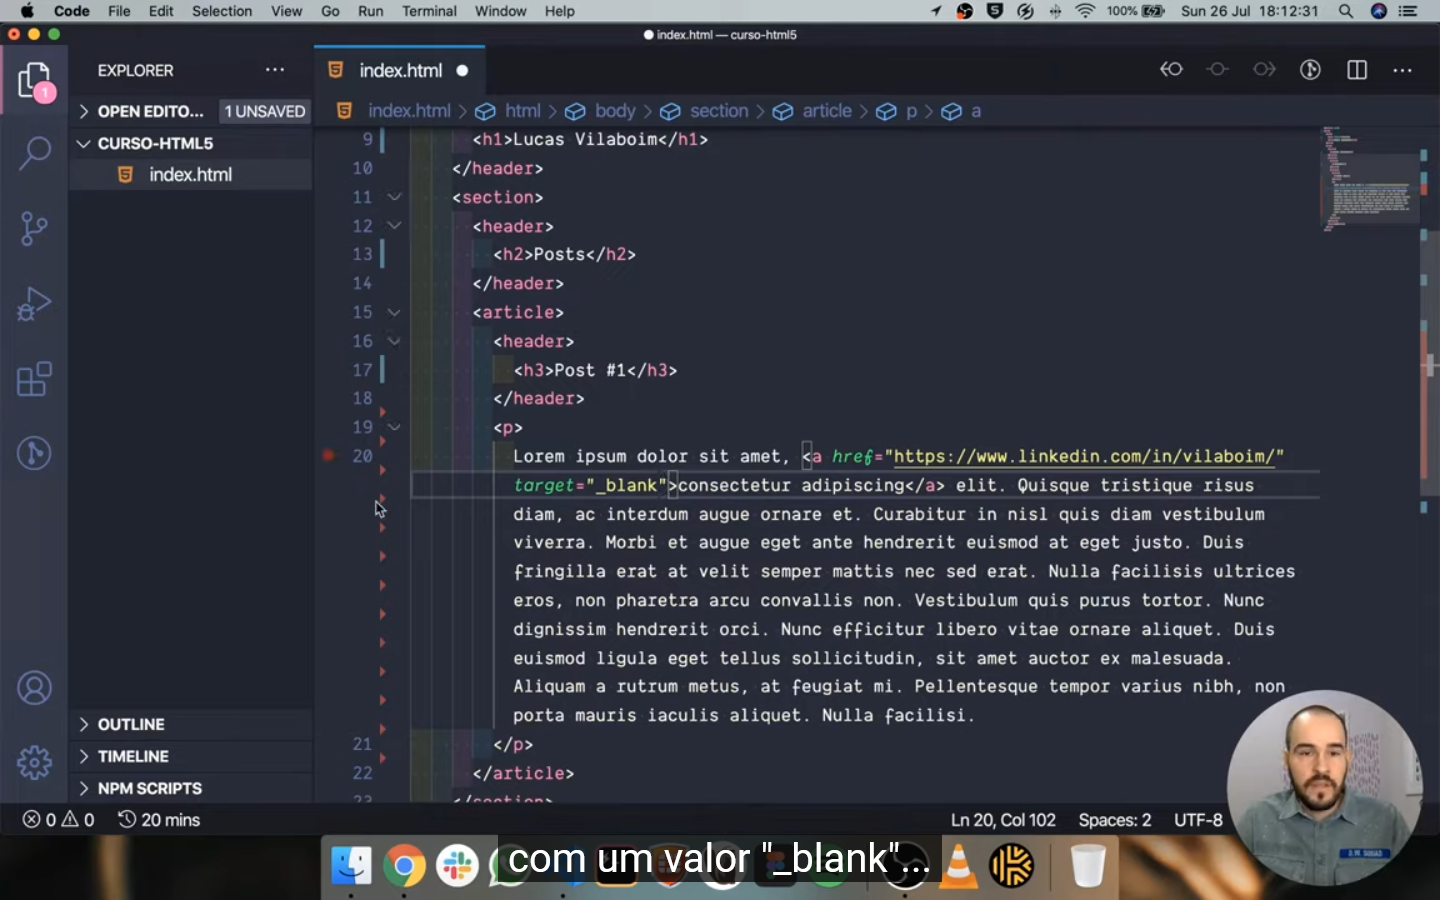 Code File Edit Selection View Go Run Terminal Window Help 100% Sun 26 Jul 18:12:31
index.html — curso-html5
EXPLORER
index.html
1
OPEN EDITO... 1 UNSAVED
index.html > html > body > section > article > p > a
CURSO-HTML5
index.html
9 <h1>Lucas Vilaboim</h1>
10 </header>
11 <section>
12 <header>
13 <h2>Posts</h2>
14 </header>
15 <article>
16 <header>
17 <h3>Post #1</h3>
18 </header>
19 <p>
20 Lorem ipsum dolor sit amet, <a href="https://www.linkedin.com/in/vilaboim/"
target="_blank">consectetur adipiscing</a> elit. Quisque tristique risus
diam, ac interdum augue ornare et. Curabitur in nisl quis diam vestibulum
viverra. Morbi et augue eget ante hendrerit euismod at eget justo. Duis
fringilla erat at velit semper mattis nec sed erat. Nulla facilisis ultrices
eros, non pharetra arcu convallis non. Vestibulum quis purus tortor. Nunc
dignissim hendrerit orci. Nunc efficitur libero vitae ornare aliquet. Duis
euismod ligula eget tellus sollicitudin, sit amet auctor ex malesuada.
Aliquam a rutrum metus, at feugiat mi. Pellentesque tempor varius nibh, non
porta mauris iaculis aliquet. Nulla facilisi.
21 </p>
22 </article>
23 </section>
OUTLINE
TIMELINE
NPM SCRIPTS
0 0 20 mins Ln 20, Col 102 Spaces: 2 UTF-8
com um valor "_blank"...